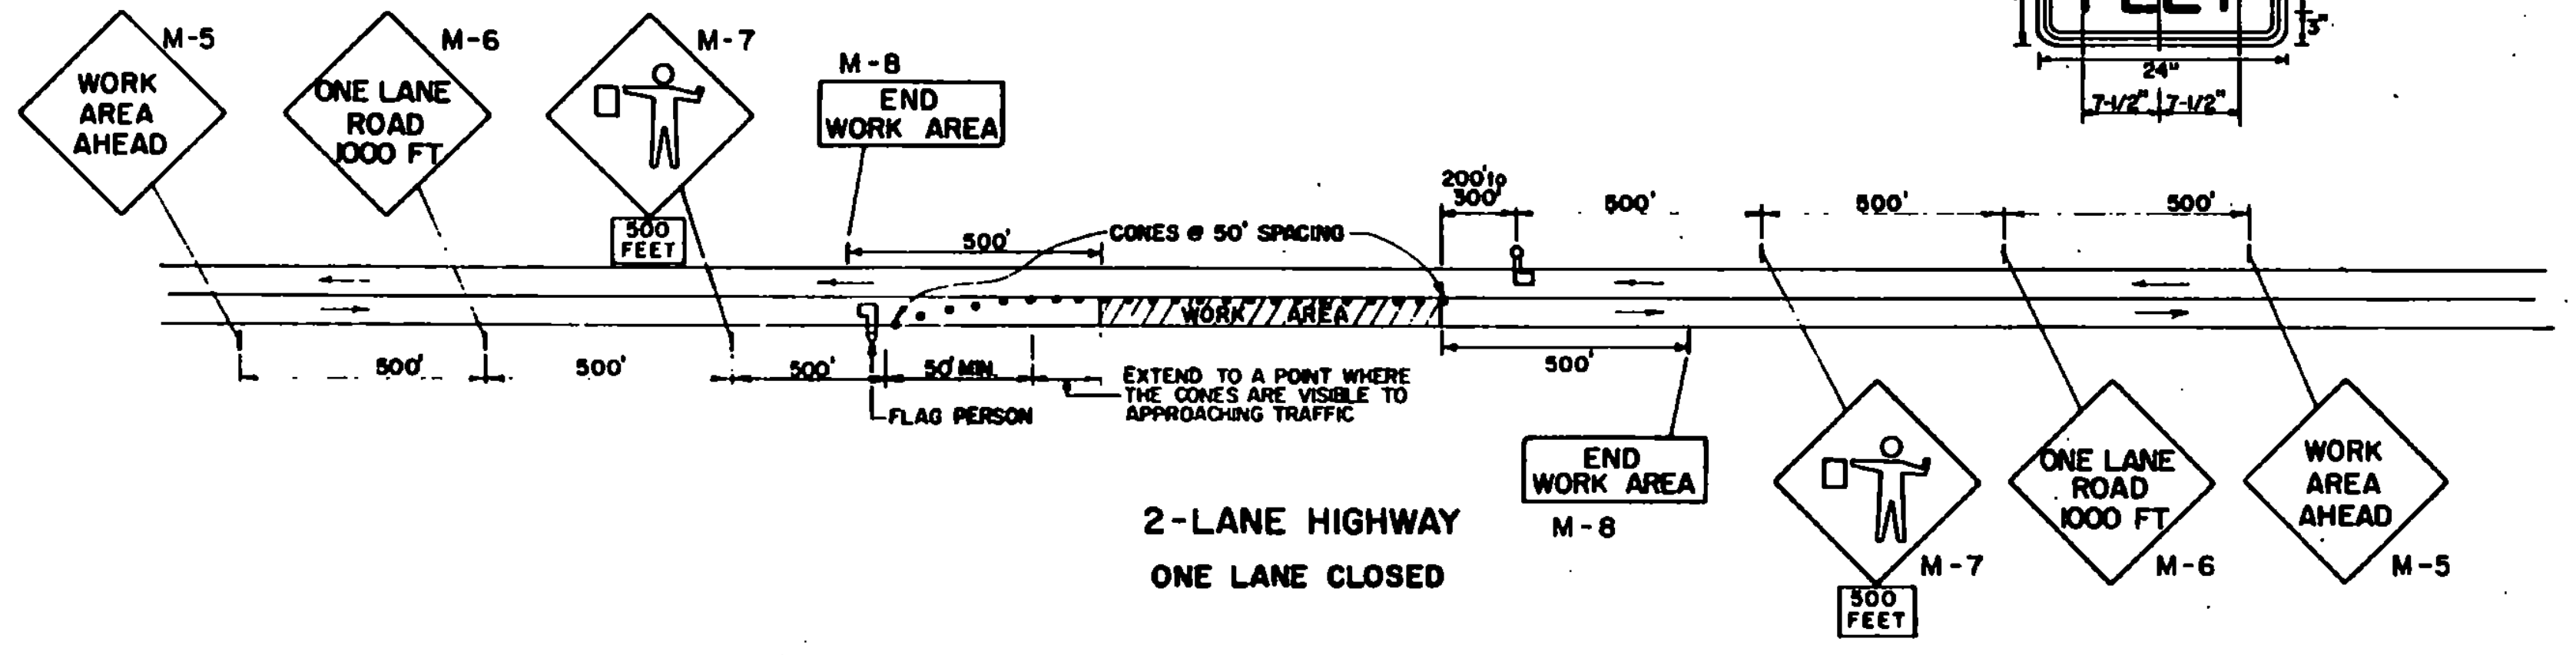 FEET
3"
24"
7-1/2" 7-1/2"
M-5
WORK
AREA
AHEAD
M-6
ONE LANE
ROAD
1000 FT
M-7
500
FEET
M-8
END
WORK AREA
500'
CONES @ 50' SPACING
200' to
300'
500'
500'
500'
WORK AREA
500'
500'
500'
50' MIN.
FLAG PERSON
EXTEND TO A POINT WHERE
THE CONES ARE VISIBLE TO
APPROACHING TRAFFIC
500'
END
WORK AREA
M-8
M-7
500
FEET
ONE LANE
ROAD
1000 FT
M-6
WORK
AREA
AHEAD
M-5
2-LANE HIGHWAY
ONE LANE CLOSED